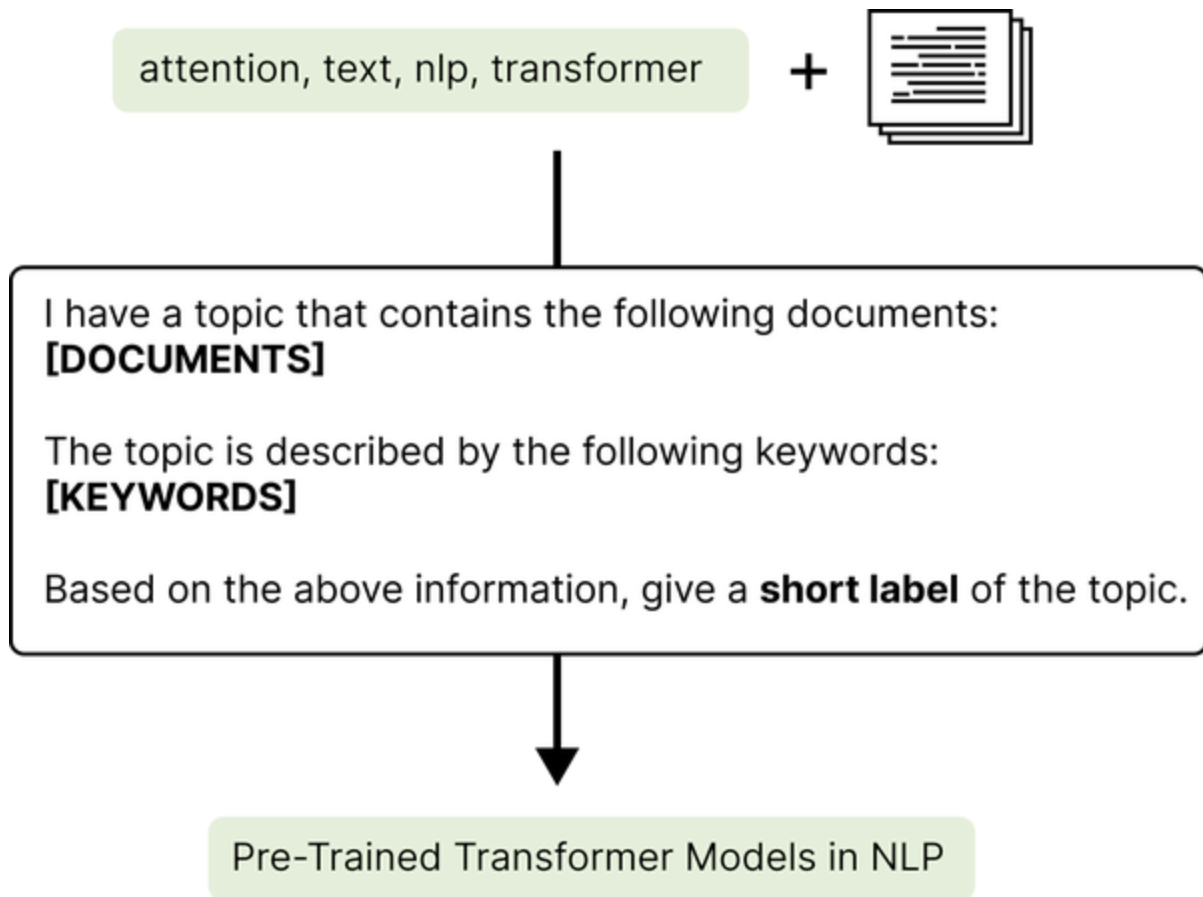 attention, text, nlp, transformer
+
I have a topic that contains the following documents:
[DOCUMENTS]
The topic is described by the following keywords:
[KEYWORDS]
Based on the above information, give a short label of the topic.
Pre-Trained Transformer Models in NLP